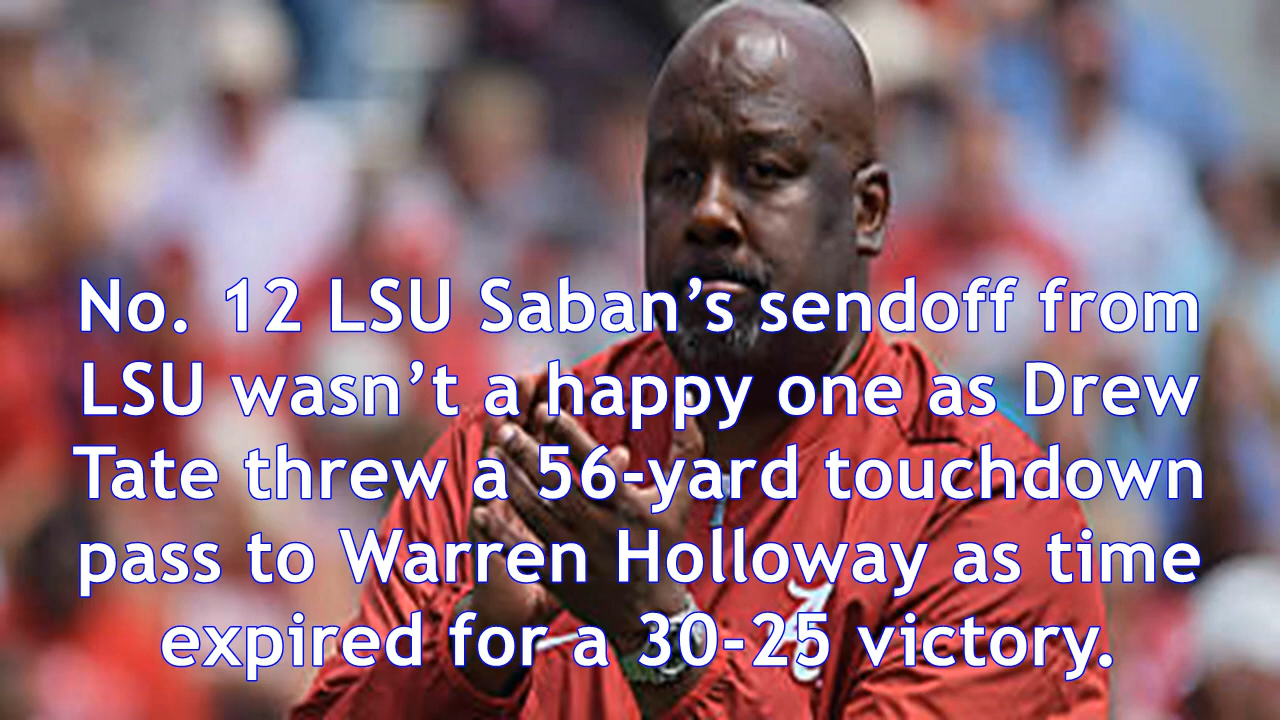 No. 12 LSU Saban’s sendoff from
LSU wasn’t a happy one as Drew
Tate threw a 56-yard touchdown
pass to Warren Holloway as time
expired for a 30-25 victory.